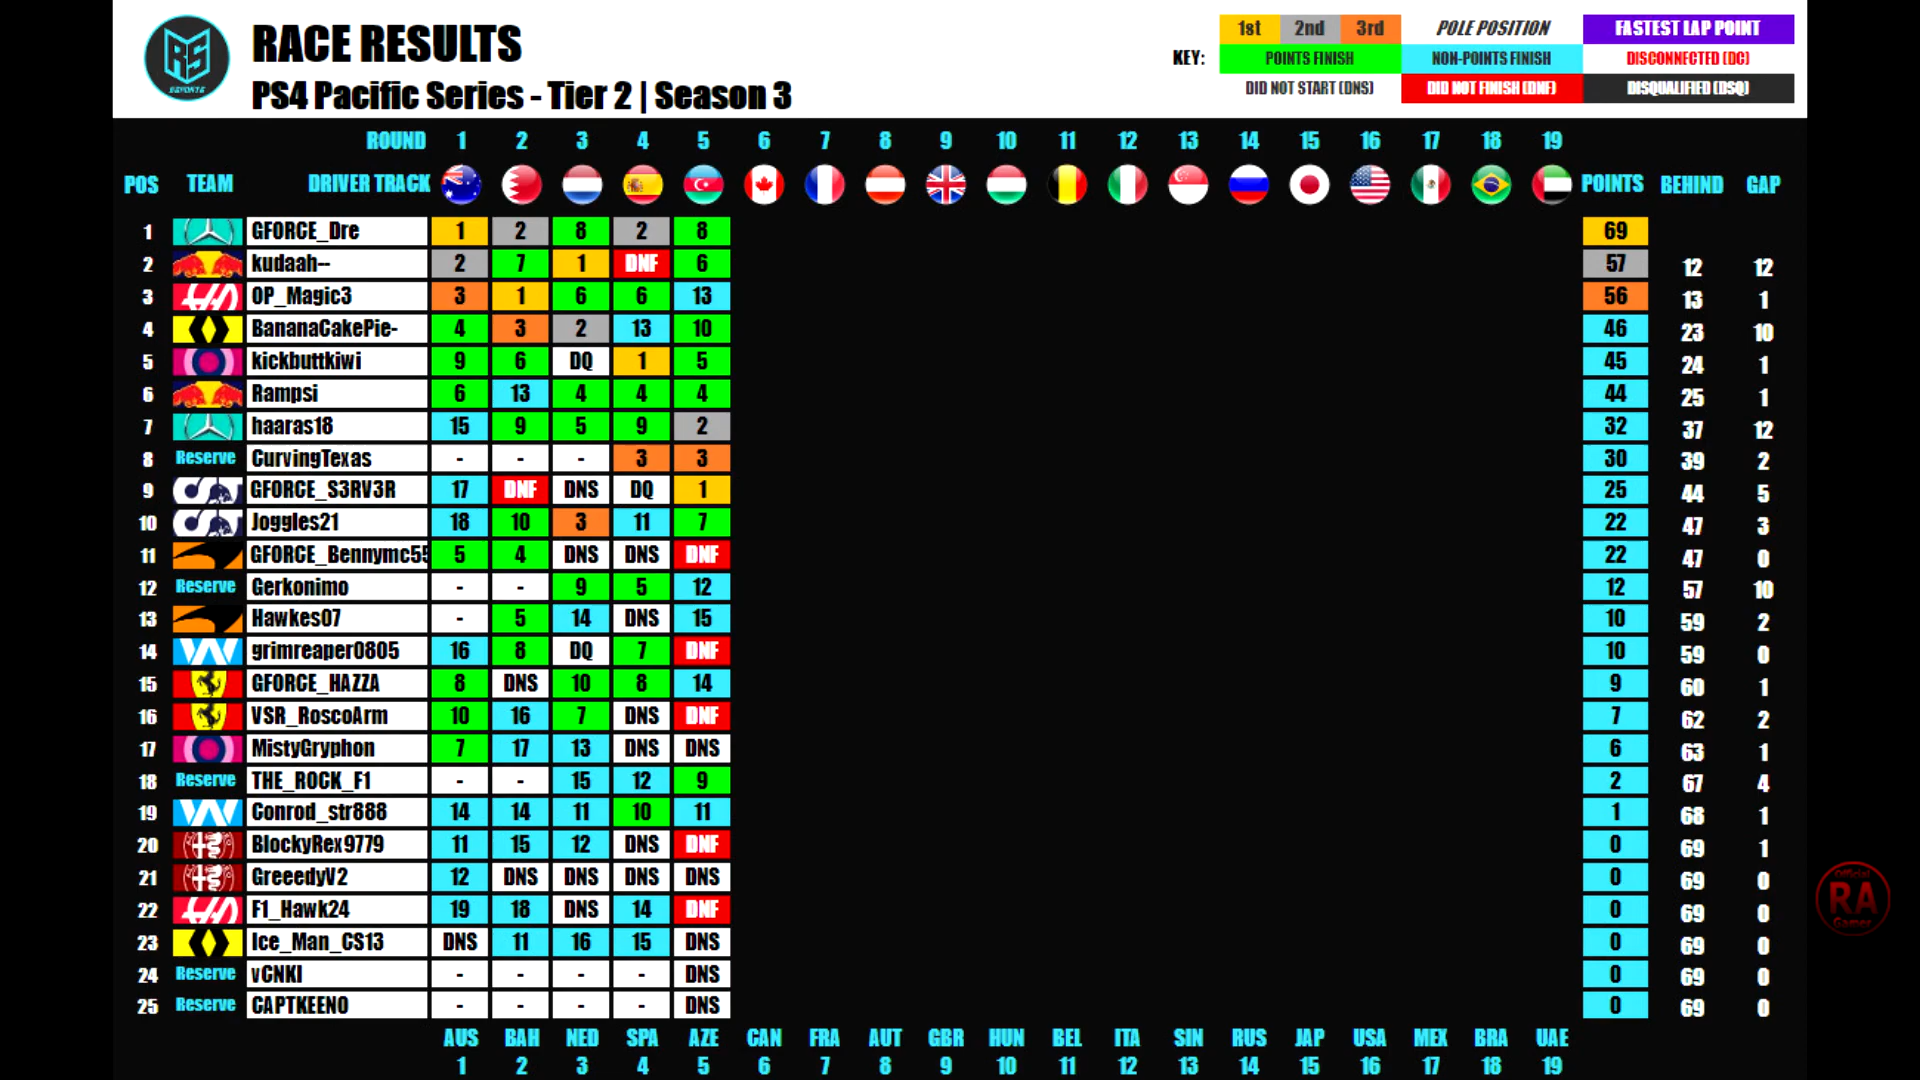 RS
ESPORTS
RACE RESULTS
PS4 Pacific Series - Tier 2 | Season 3
KEY:
1st 2nd 3rd POLE POSITION FASTEST LAP POINT
POINTS FINISH NON-POINTS FINISH DISCONNECTED (DC)
DID NOT START (DNS) DID NOT FINISH (DNF) DISQUALIFIED (DSQ)
ROUND 1 2 3 4 5 6 7 8 9 10 11 12 13 14 15 16 17 18 19
POS TEAM DRIVER TRACK POINTS BEHIND GAP
1 GFORCE_Dre 1 2 8 2 8 69
2 kudaah-- 2 7 1 DNF 6 57 12 12
3 OP_Magic3 3 1 6 6 13 56 13 1
4 BananaCakePie- 4 3 2 13 10 46 23 10
5 kickbuttkiwi 9 6 DQ 1 5 45 24 1
6 Rampsi 6 13 4 4 4 44 25 1
7 haaras18 15 9 5 9 2 32 37 12
8 Reserve CurvingTexas - - - 3 3 30 39 2
9 GFORCE_S3RV3R 17 DNF DNS DQ 1 25 44 5
10 Joggles21 18 10 3 11 7 22 47 3
11 GFORCE_Bennymc55 5 4 DNS DNS DNF 22 47 0
12 Reserve Gerkonimo - - 9 5 12 12 57 10
13 Hawkes07 - 5 14 DNS 15 10 59 2
14 grimreaper0805 16 8 DQ 7 DNF 10 59 0
15 GFORCE_HAZZA 8 DNS 10 8 14 9 60 1
16 VSR_RoscoArm 10 16 7 DNS DNF 7 62 2
17 MistyGryphon 7 17 13 DNS DNS 6 63 1
18 Reserve THE_ROCK_F1 - - 15 12 9 2 67 4
19 Conrod_str888 14 14 11 10 11 1 68 1
20 BlockyRex9779 11 15 12 DNS DNF 0 69 1
21 GreeedyV2 12 DNS DNS DNS DNS 0 69 0
22 F1_Hawk24 19 18 DNS 14 DNF 0 69 0
23 Ice_Man_CS13 DNS 11 16 15 DNS 0 69 0
24 Reserve vCNKI - - - - DNS 0 69 0
25 Reserve CAPTKEENO - - - - DNS 0 69 0
AUS BAH NED SPA AZE CAN FRA AUT GBR HUN BEL ITA SIN RUS JAP USA MEX BRA UAE
1 2 3 4 5 6 7 8 9 10 11 12 13 14 15 16 17 18 19
Official
RA
Gamer